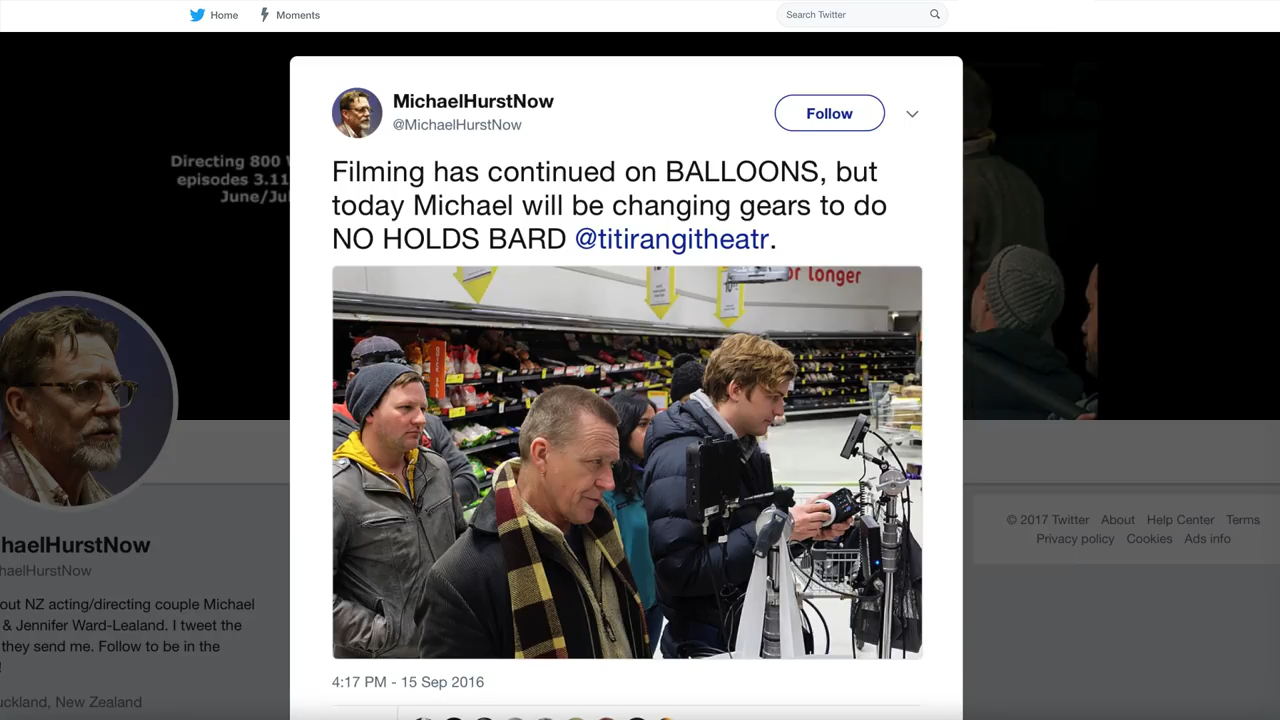 Home
Moments
Search Twitter
MichaelHurstNow
@MichaelHurstNow
Follow
Filming has continued on BALLOONS, but
today Michael will be changing gears to do
NO HOLDS BARD @titirangitheatr.
or longer
4:17 PM - 15 Sep 2016
Directing 800
episodes 3.11
June/Ju
haelHurstNow
haelHurstNow
out NZ acting/directing couple Michael
& Jennifer Ward-Lealand. I tweet the
they send me. Follow to be in the
!
uckland, New Zealand
© 2017 Twitter About Help Center Terms
Privacy policy Cookies Ads info